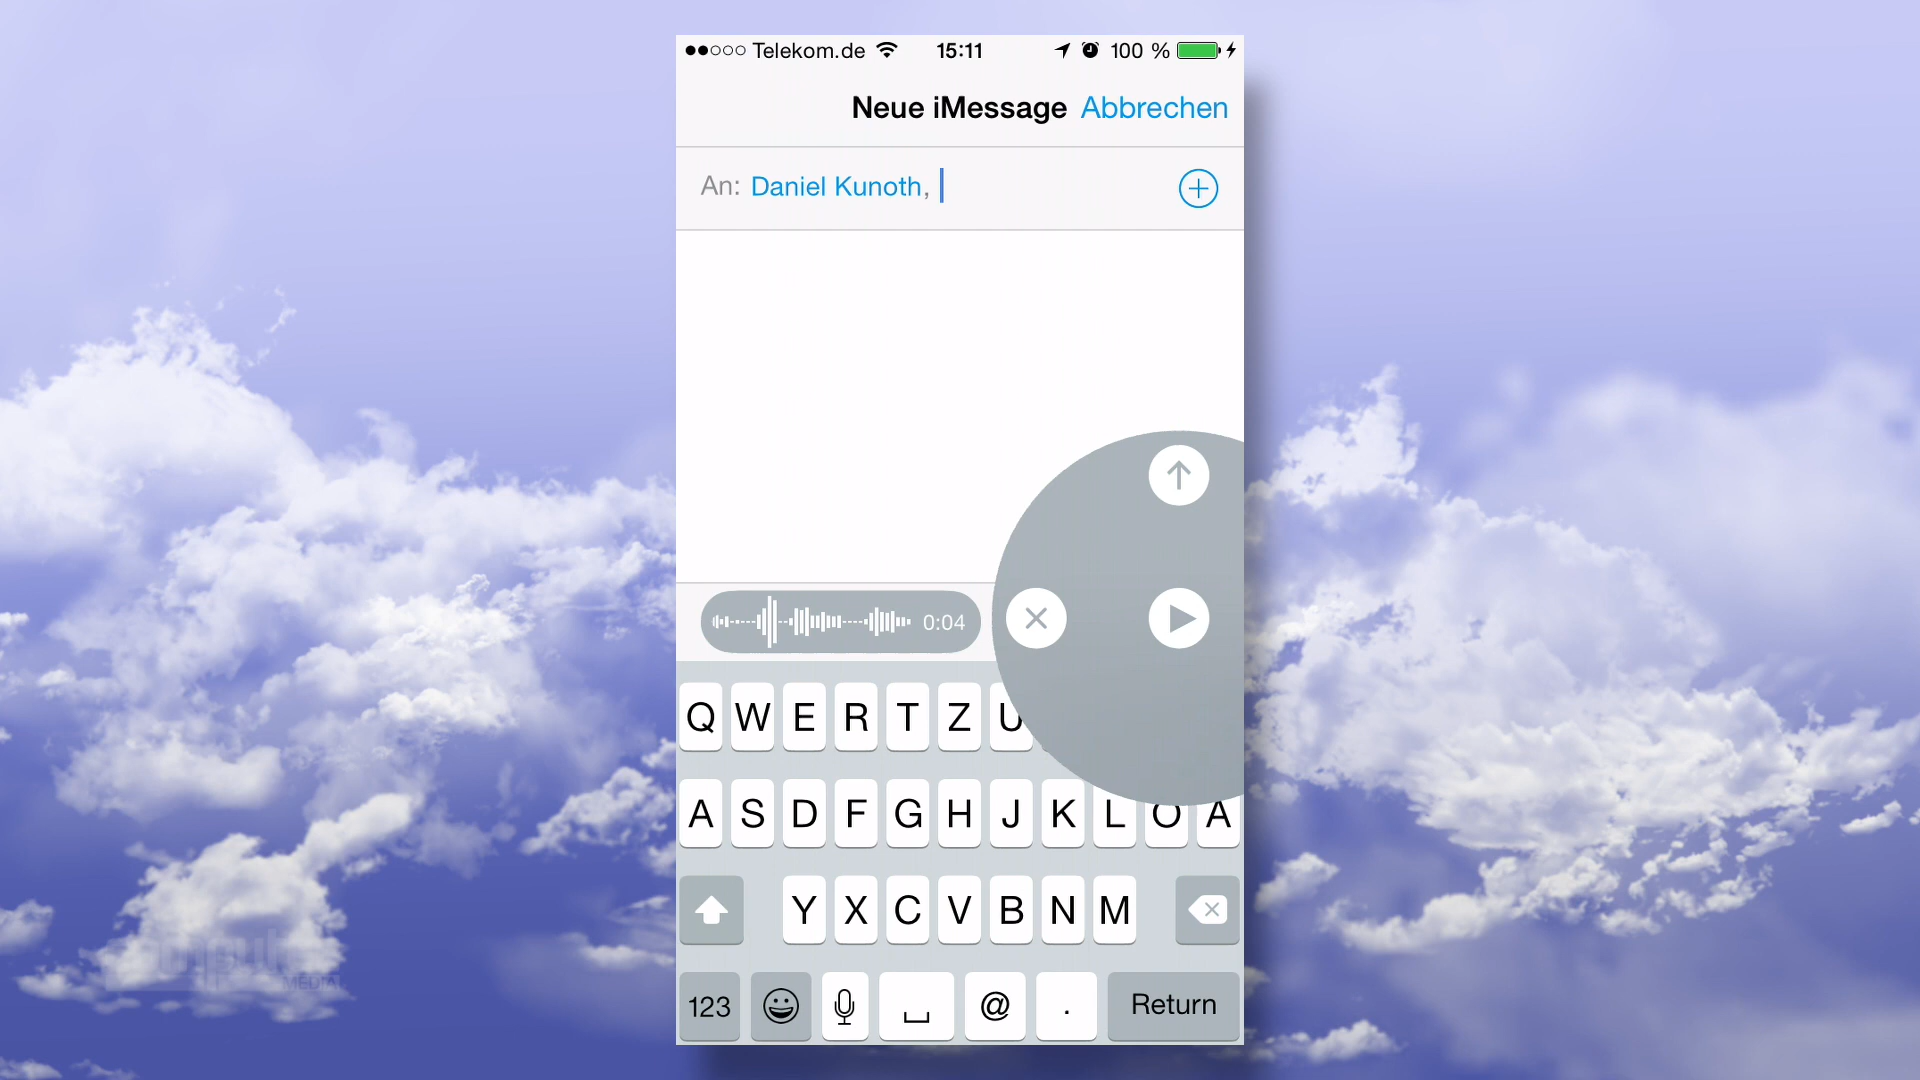 Telekom.de 15:11 100 %
Neue iMessage Abbrechen
An: Daniel Kunoth,
0:04
Q W E R T Z U
A S D F G H J K L Ö Ä
Y X C V B N M
123 @ . Return